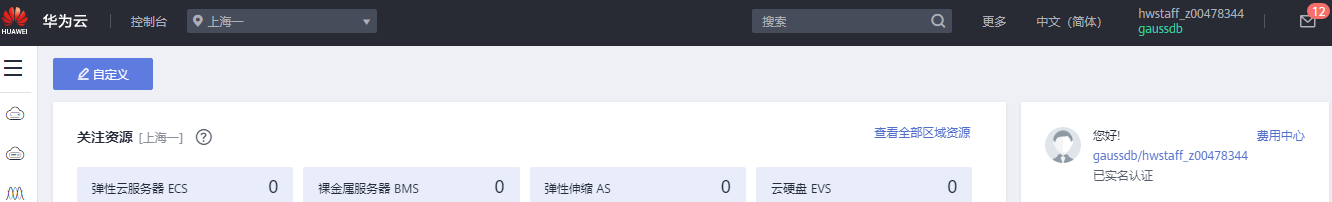 HUAWEI
华为云
控制台
上海一
搜索
更多
中文（简体）
hwstaff_z00478344
gaussdb
12
自定义
关注资源 [上海一] ?
查看全部区域资源
弹性云服务器 ECS 0
裸金属服务器 BMS 0
弹性伸缩 AS 0
云硬盘 EVS 0
您好!
费用中心
gaussdb/hwstaff_z00478344
已实名认证